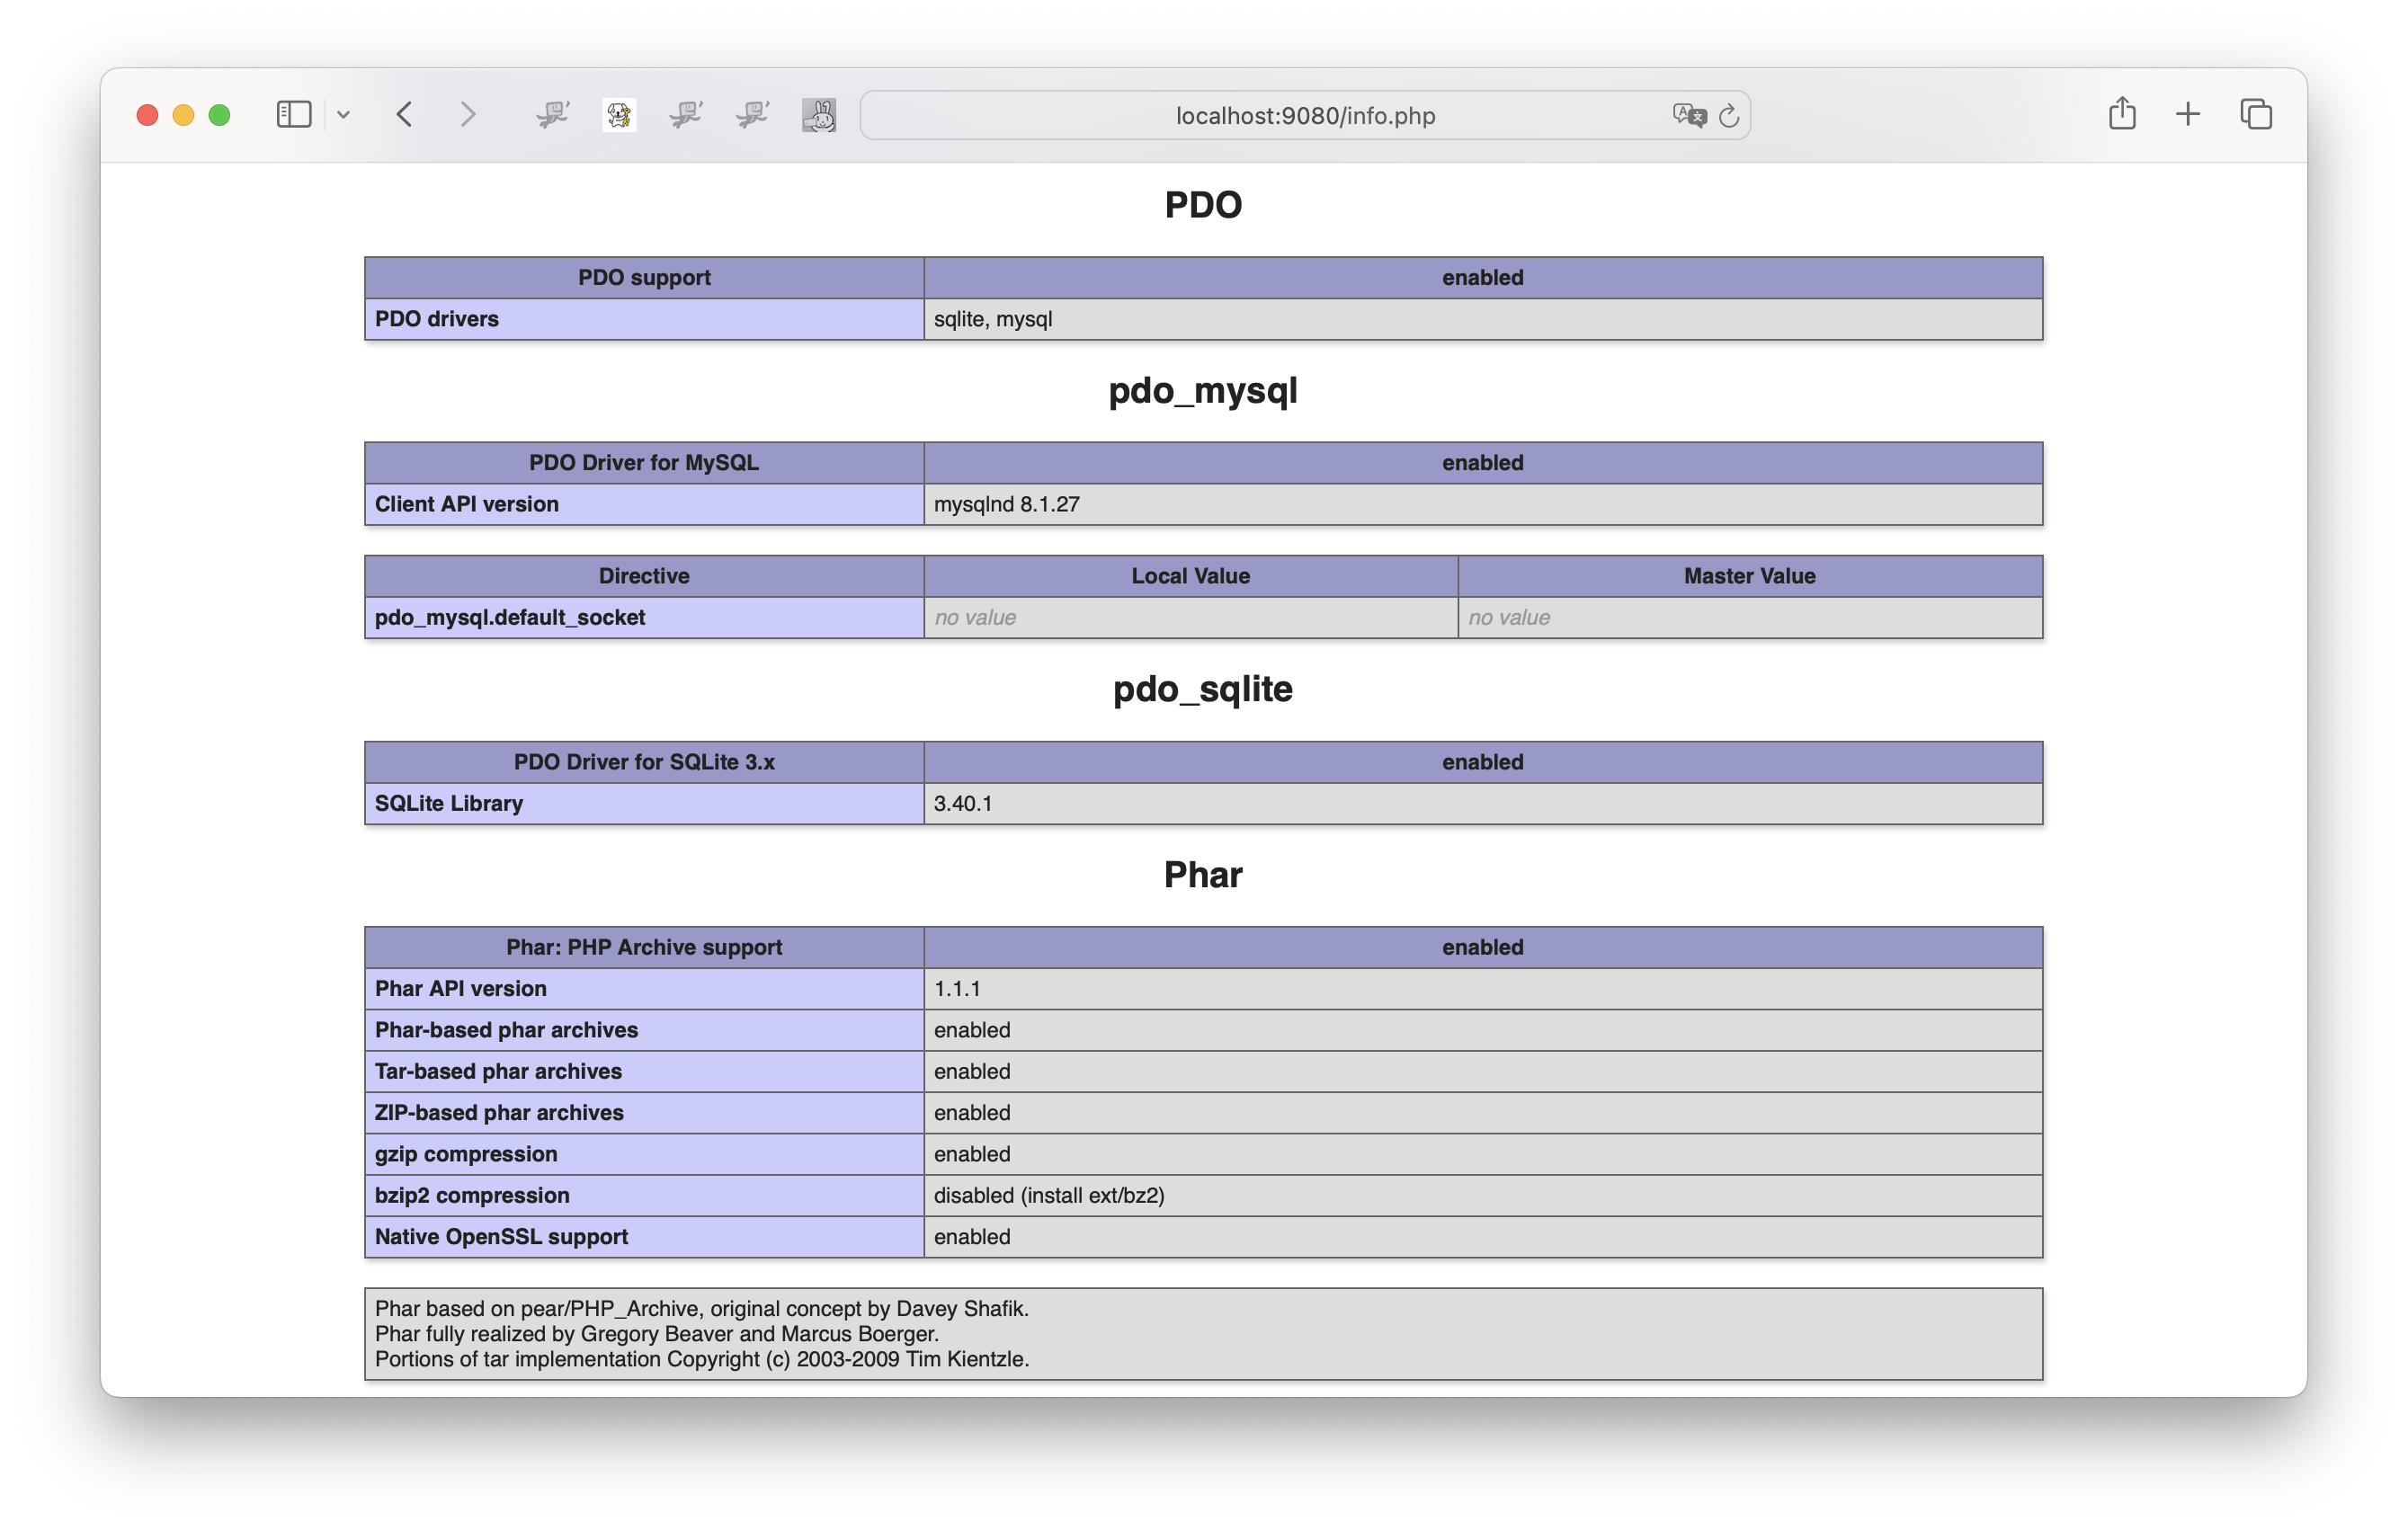 localhost:9080/info.php
PDO
PDO support enabled
PDO drivers sqlite, mysql
pdo_mysql
PDO Driver for MySQL enabled
Client API version mysqlnd 8.1.27
Directive Local Value Master Value
pdo_mysql.default_socket no value no value
pdo_sqlite
PDO Driver for SQLite 3.x enabled
SQLite Library 3.40.1
Phar
Phar: PHP Archive support enabled
Phar API version 1.1.1
Phar-based phar archives enabled
Tar-based phar archives enabled
ZIP-based phar archives enabled
gzip compression enabled
bzip2 compression disabled (install ext/bz2)
Native OpenSSL support enabled
Phar based on pear/PHP_Archive, original concept by Davey Shafik.
Phar fully realized by Gregory Beaver and Marcus Boerger.
Portions of tar implementation Copyright (c) 2003-2009 Tim Kientzle.